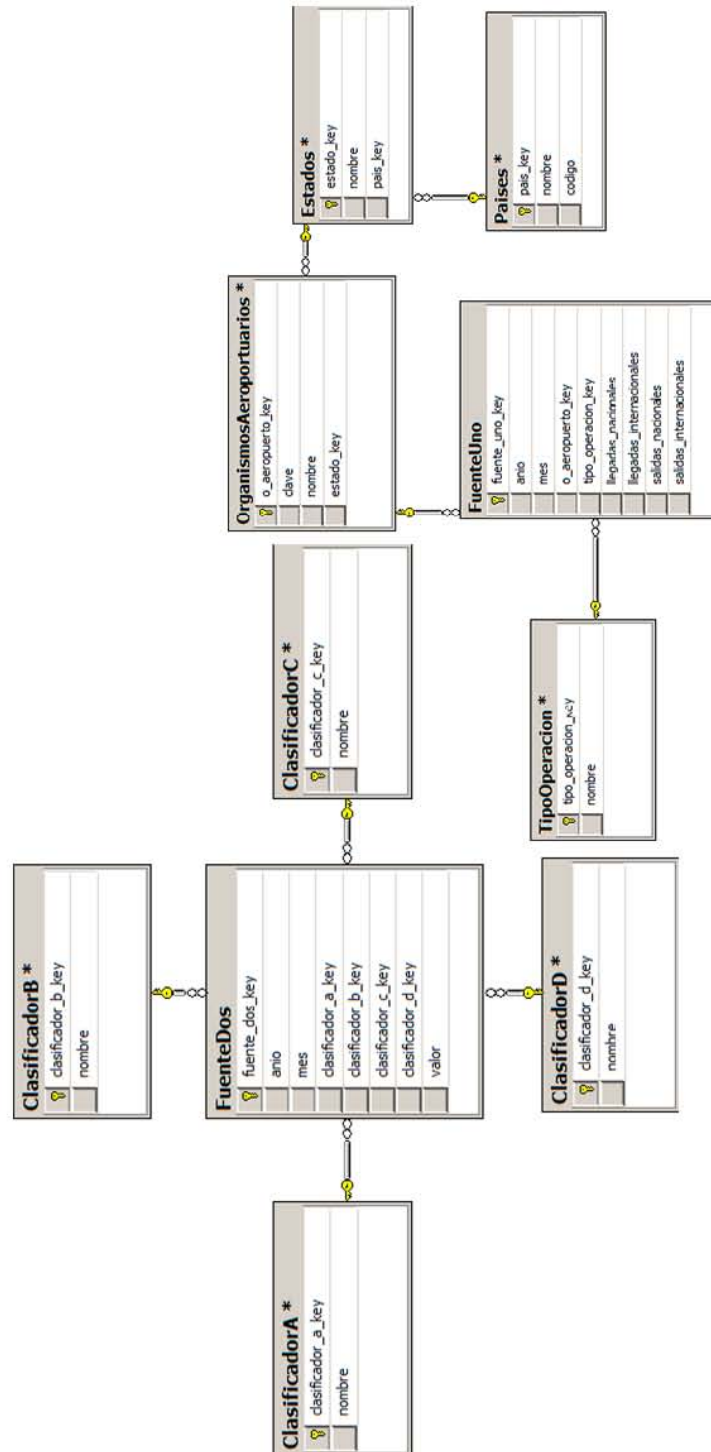 ClasificadorA *
clasificador_a_key
nombre
ClasificadorB *
clasificador_b_key
nombre
FuenteDos
fuente_dos_key
anio
mes
clasificador_a_key
clasificador_b_key
clasificador_c_key
clasificador_d_key
valor
ClasificadorD *
clasificador_d_key
nombre
ClasificadorC *
clasificador_c_key
nombre
TipoOperacion *
tipo_operacion_key
nombre
OrganismosAeroportuarios *
o_aeropuerto_key
clave
nombre
estado_key
FuenteUno
fuente_uno_key
anio
mes
o_aeropuerto_key
tipo_operacion_key
llegadas_nacionales
llegadas_internacionales
salidas_nacionales
salidas_internacionales
Estados *
estado_key
nombre
pais_key
Paises *
pais_key
nombre
codigo